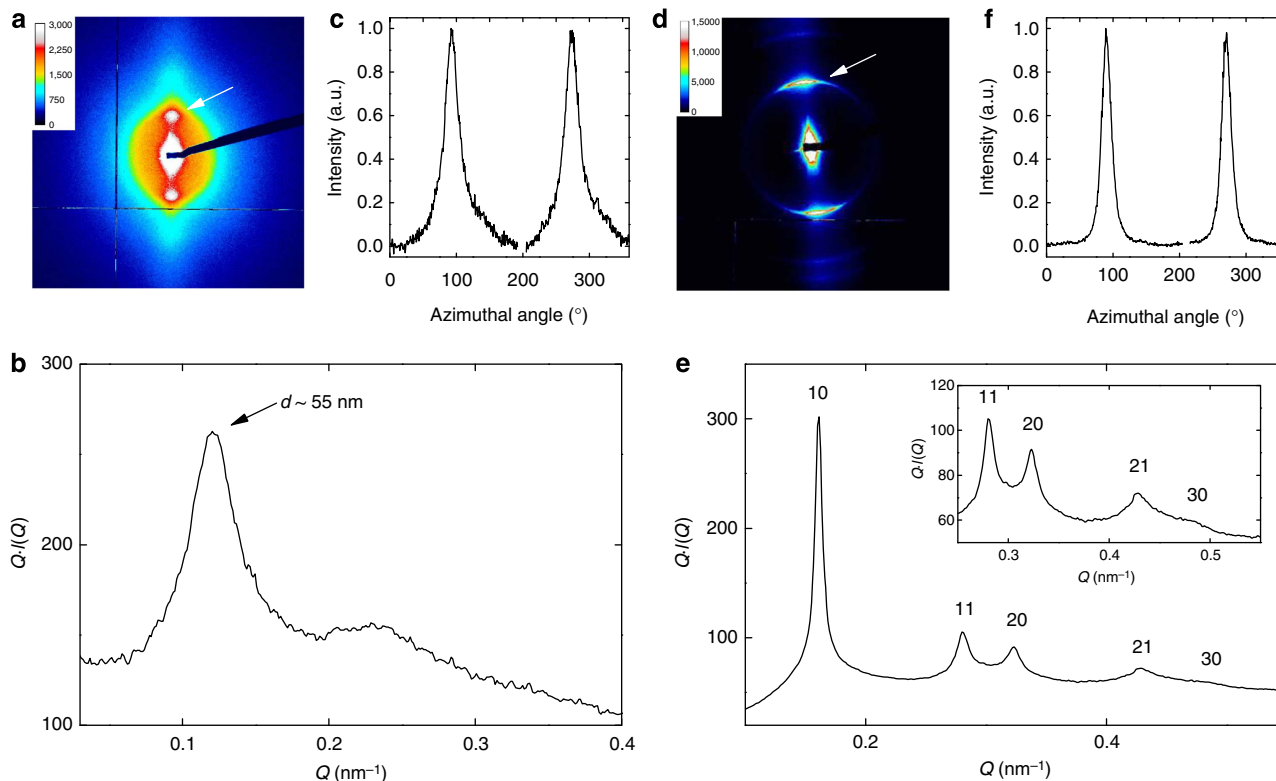 a
3,000
2,250
1,500
750
0
c
Intensity (a.u.)
1.0
0.8
0.6
0.4
0.2
0.0
0 100 200 300
Azimuthal angle (°)
d
1,5000
1,0000
5,000
0
f
Intensity (a.u.)
1.0
0.8
0.6
0.4
0.2
0.0
0 100 200 300
Azimuthal angle (°)
b
300
200
100
Q·I(Q)
d ~ 55 nm
0.1 0.2 0.3 0.4
Q (nm⁻¹)
e
300
200
100
Q·I(Q)
10
11
20
21
30
0.2 0.4
Q (nm⁻¹)
120
100
80
60
Q·I(Q)
11
20
21
30
0.3 0.4 0.5
Q (nm⁻¹)